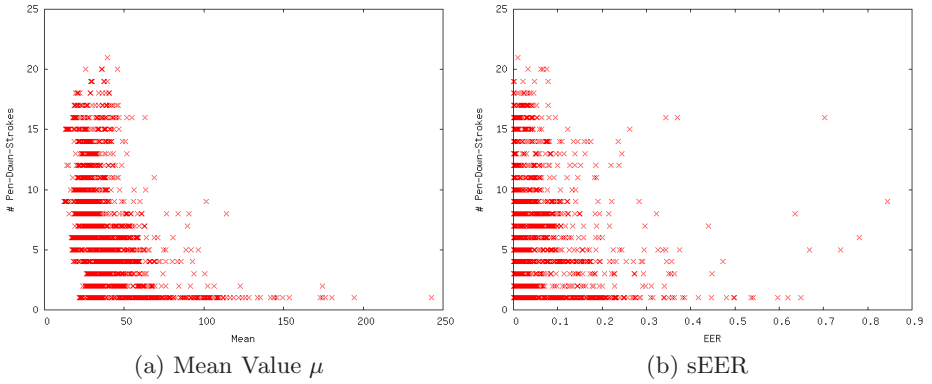 25
20
15
10
5
0
# Pen-Down-Strokes
0 50 100 150 200 250
Mean
(a) Mean Value μ
25
20
15
10
5
0
# Pen-Down-Strokes
0 0.1 0.2 0.3 0.4 0.5 0.6 0.7 0.8 0.9
EER
(b) sEER